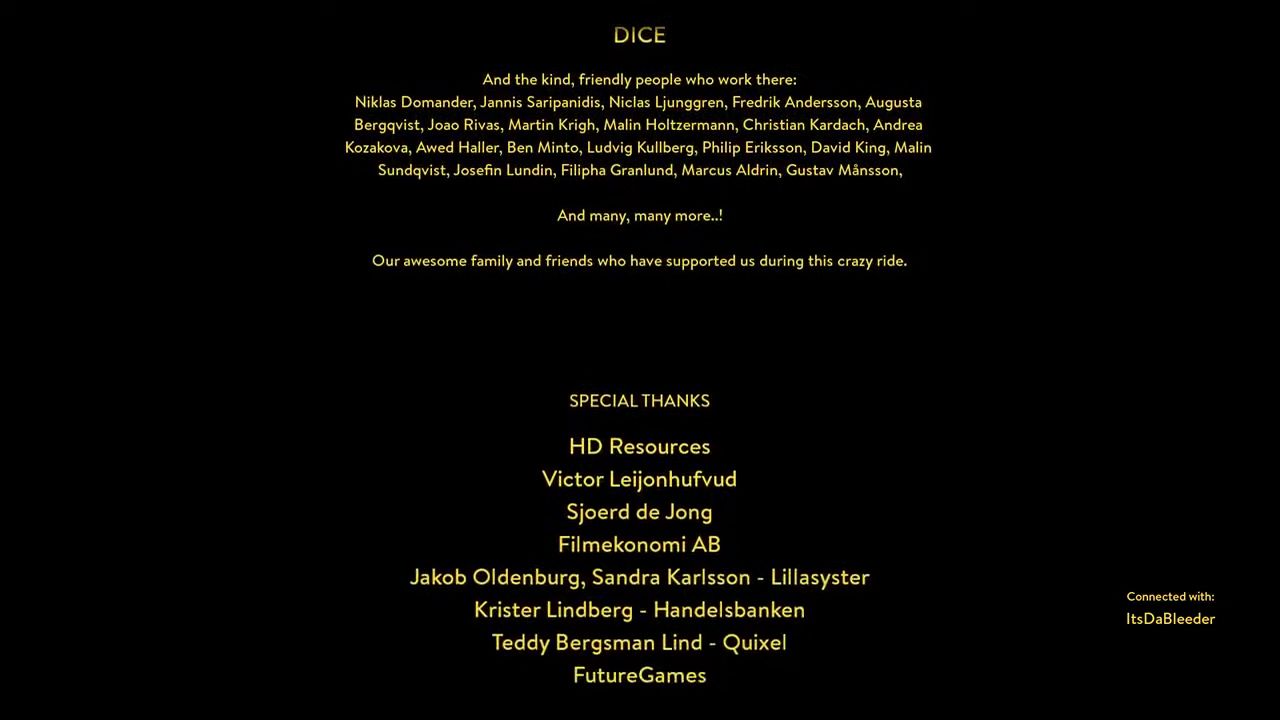 DICE
And the kind, friendly people who work there:
Niklas Domander, Jannis Saripanidis, Niclas Ljunggren, Fredrik Andersson, Augusta
Bergqvist, Joao Rivas, Martin Krigh, Malin Holtzermann, Christian Kardach, Andrea
Kozakova, Awed Haller, Ben Minto, Ludvig Kullberg, Philip Eriksson, David King, Malin
Sundqvist, Josefin Lundin, Filipha Granlund, Marcus Aldrin, Gustav Månsson,
And many, many more..!
Our awesome family and friends who have supported us during this crazy ride.
SPECIAL THANKS
HD Resources
Victor Leijonhufvud
Sjoerd de Jong
Filmekonomi AB
Jakob Oldenburg, Sandra Karlsson - Lillasyster
Krister Lindberg - Handelsbanken
Teddy Bergsman Lind - Quixel
FutureGames
Connected with:
ItsDaBleeder